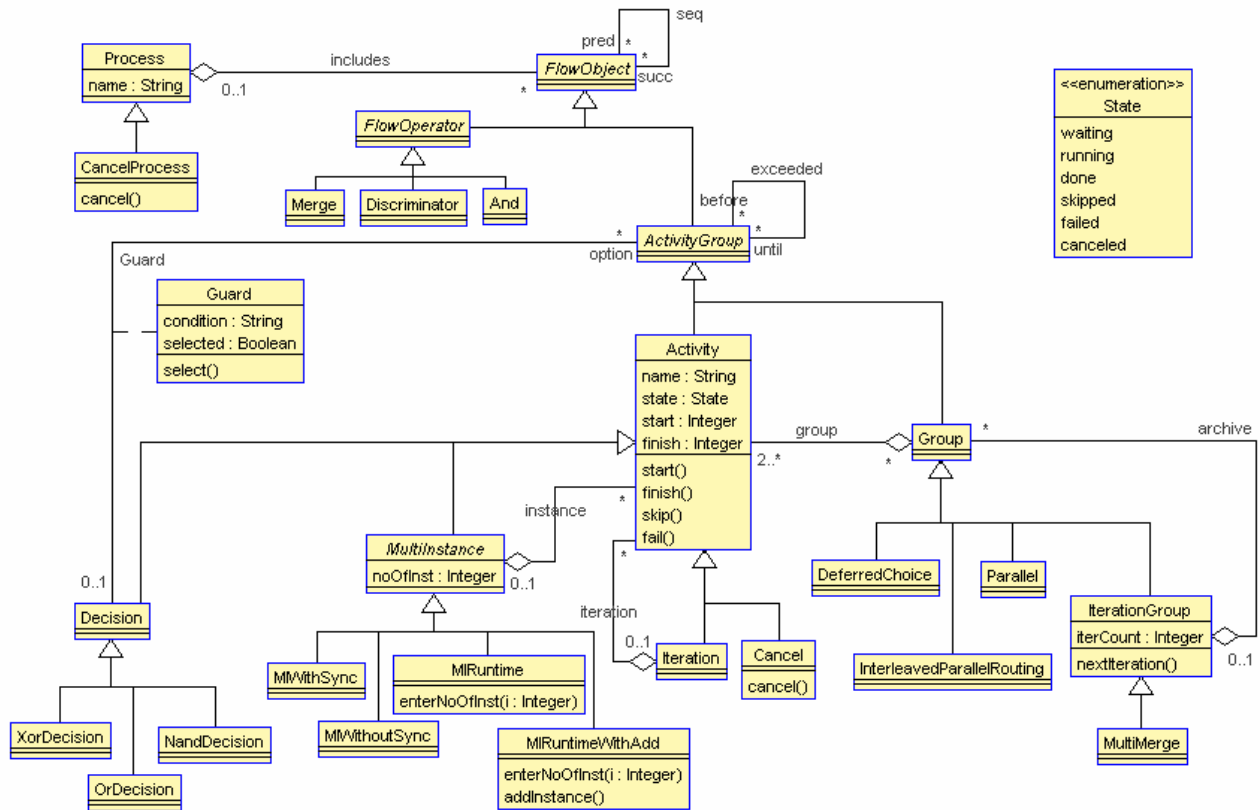 seq
pred
*
*
succ
Process
name : String
includes
0..1
*
FlowObject
<<enumeration>>
State
waiting
running
done
skipped
failed
canceled
FlowOperator
CancelProcess
cancel()
Merge
Discriminator
And
exceeded
before
*
*
until
*
option
ActivityGroup
Guard
Guard
condition : String
selected : Boolean
select()
Activity
name : String
state : State
start : Integer
finish : Integer
start()
finish()
skip()
fail()
group
2..*
*
Group
*
archive
instance
*
MultiInstance
noOfInst : Integer
0..1
*
iteration
0..1
Iteration
Cancel
cancel()
DeferredChoice
Parallel
InterleavedParallelRouting
IterationGroup
iterCount : Integer
nextIteration()
0..1
MultiMerge
0..1
Decision
XorDecision
NandDecision
OrDecision
MIWithSync
MIRuntime
enterNoOfInst(i : Integer)
MIWithoutSync
MIRuntimeWithAdd
enterNoOfInst(i : Integer)
addInstance()